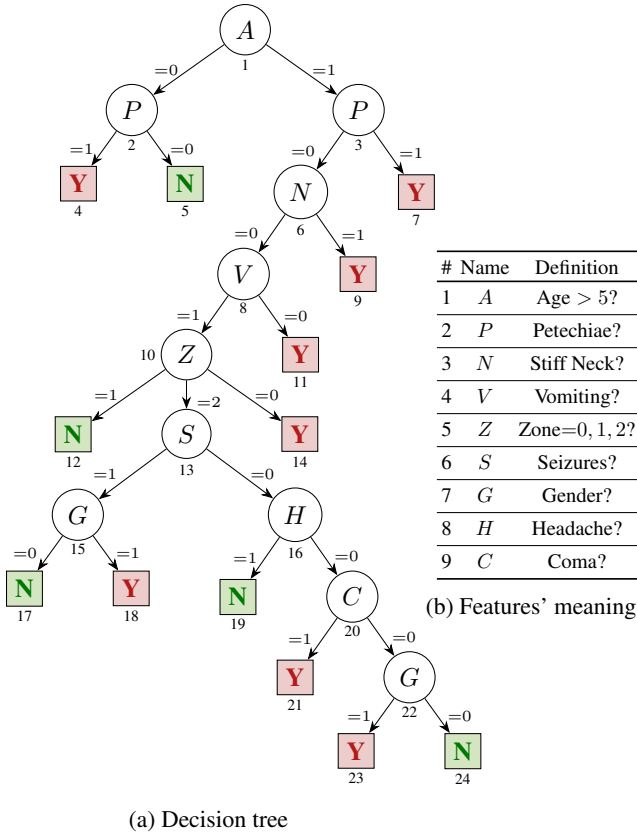 A
1
=0
=1
P
2
P
3
=1
=0
=0
=1
Y
4
N
5
N
6
Y
7
=0
=1
V
8
Y
9
=1
=0
10
Z
Y
11
=1
=2
=0
N
12
S
13
Y
14
=1
=0
G
15
H
16
=0
=1
=1
=0
N
17
Y
18
N
19
C
20
=1
=0
Y
21
G
22
=1
=0
Y
23
N
24
(a) Decision tree
# Name Definition
1 A Age > 5?
2 P Petechiae?
3 N Stiff Neck?
4 V Vomiting?
5 Z Zone=0, 1, 2?
6 S Seizures?
7 G Gender?
8 H Headache?
9 C Coma?
(b) Features’ meaning